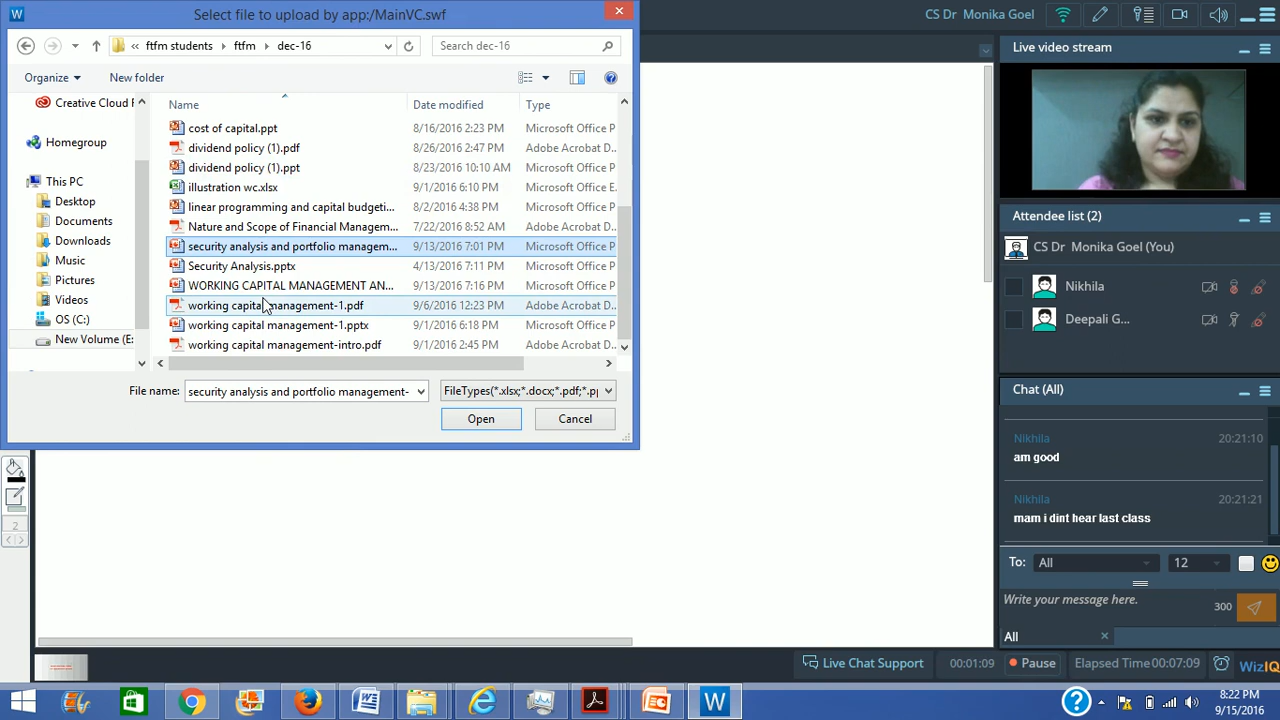 Select file to upload by app:/MainVC.swf
CS Dr Monika Goel
ftfm students
ftfm
dec-16
Search dec-16
Live video stream
Organize
New folder
Creative Cloud F
Name
Date modified
Type
cost of capital.ppt 8/16/2016 2:23 PM Microsoft Office P
Homegroup
dividend policy (1).pdf 8/26/2016 2:47 PM Adobe Acrobat D..
dividend policy (1).ppt 8/23/2016 10:10 AM Microsoft Office P
This PC
illustration wc.xlsx 9/1/2016 6:10 PM Microsoft Office E.
Desktop
linear programming and capital budgeti... 8/2/2016 4:38 PM Microsoft Office P
Documents
Nature and Scope of Financial Managem... 7/22/2016 8:52 AM Adobe Acrobat D..
Downloads
security analysis and portfolio managem... 9/13/2016 7:01 PM Microsoft Office P
Music
Security Analysis.pptx 4/13/2016 7:11 PM Microsoft Office P
Pictures
WORKING CAPITAL MANAGEMENT AN... 9/13/2016 7:16 PM Microsoft Office P
Videos
working capital management-1.pdf 9/6/2016 12:23 PM Adobe Acrobat D..
OS (C:)
working capital management-1.pptx 9/1/2016 6:18 PM Microsoft Office P
New Volume (E:
working capital management-intro.pdf 9/1/2016 2:45 PM Adobe Acrobat D..
File name:
security analysis and portfolio management-
FileTypes(*.xlsx;*.docx;*.pdf;*.p
Open
Cancel
Attendee list (2)
CS Dr Monika Goel (You)
Nikhila
Deepali G...
Chat (All)
Nikhila 20:21:10
am good
Nikhila 20:21:21
mam i dint hear last class
To: All 12
Write your message here.
300
All
2
Live Chat Support
00:01:09
Pause
Elapsed Time 00:07:09
WizIQ
8:22 PM
9/15/2016